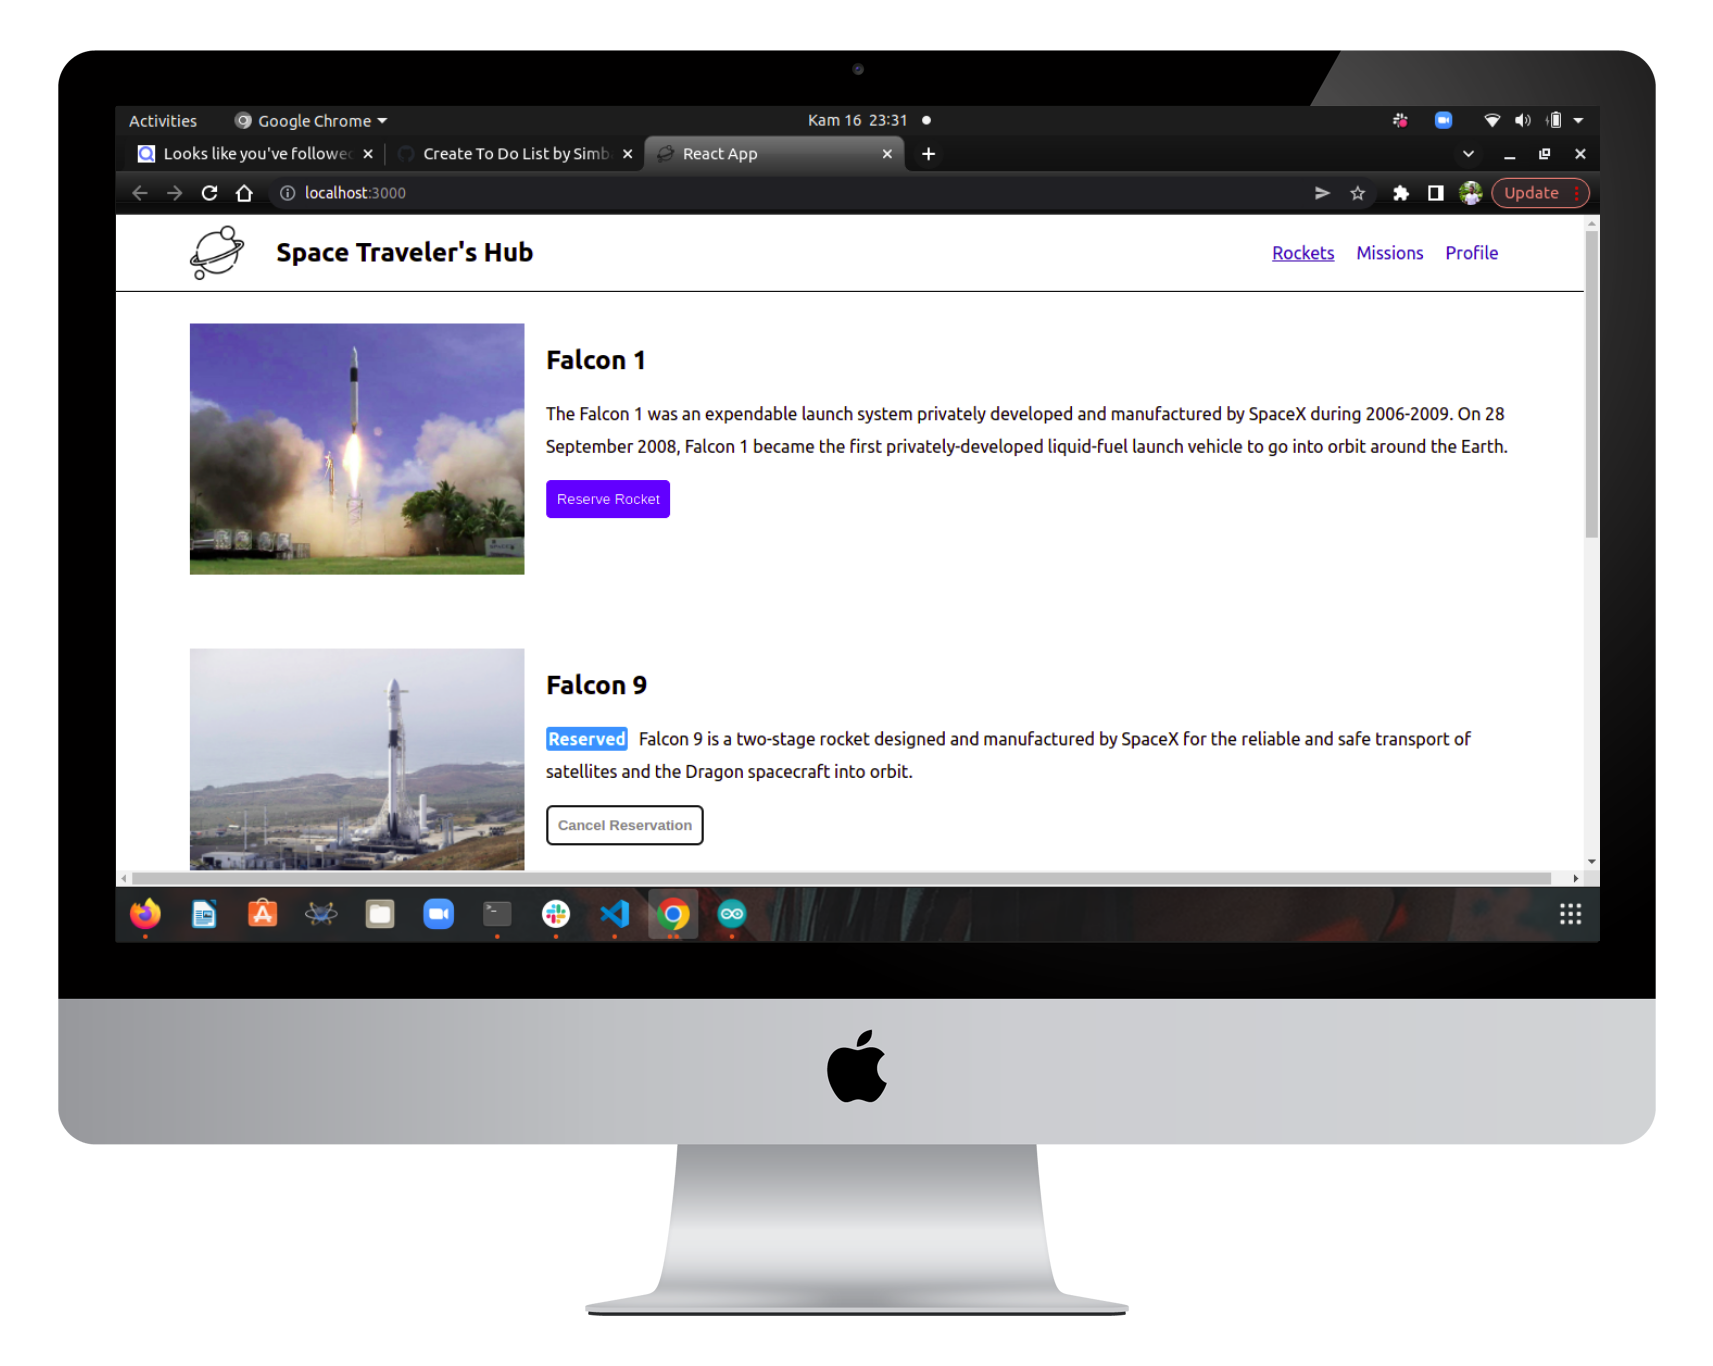 Activities Google Chrome Kam 16 23:31
Looks like you've followed Create To Do List by Simb React App
localhost:3000 Update
Space Traveler's Hub Rockets Missions Profile
Falcon 1
The Falcon 1 was an expendable launch system privately developed and manufactured by SpaceX during 2006-2009. On 28
September 2008, Falcon 1 became the first privately-developed liquid-fuel launch vehicle to go into orbit around the Earth.
Reserve Rocket
Falcon 9
Reserved Falcon 9 is a two-stage rocket designed and manufactured by SpaceX for the reliable and safe transport of
satellites and the Dragon spacecraft into orbit.
Cancel Reservation